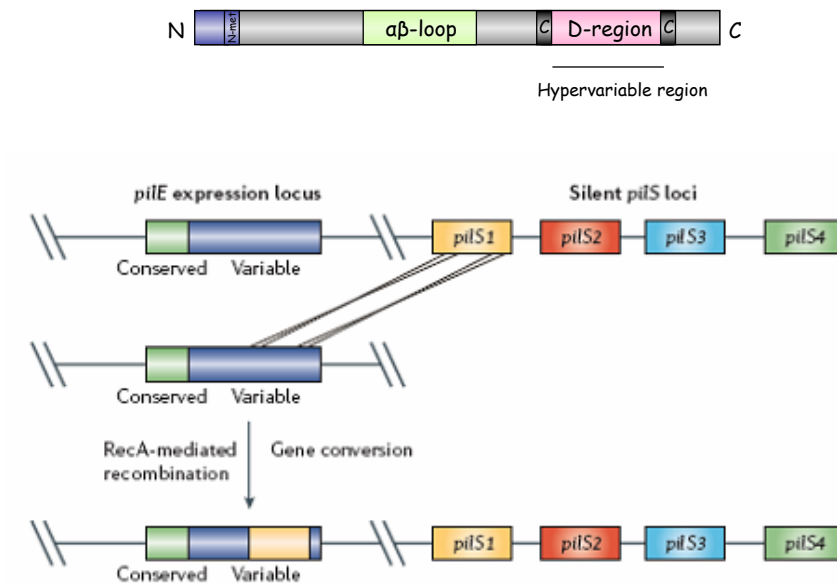 N N-met αβ-loop C D-region C C
Hypervariable region
pilE expression locus Silent pilS loci
pilS1 pilS2 pilS3 pilS4
Conserved Variable
Conserved Variable
RecA-mediated Gene conversion
recombination
pilS1 pilS2 pilS3 pilS4
Conserved Variable